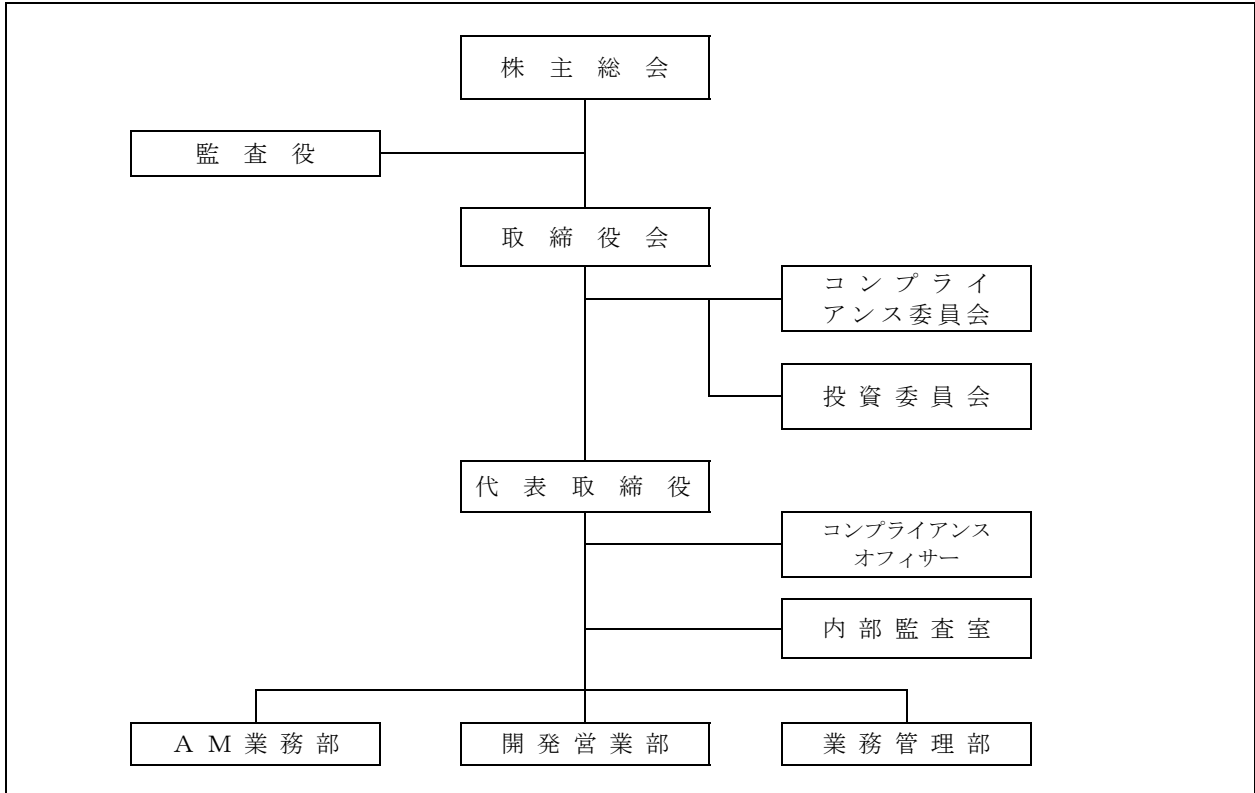 株主総会
監査役
取締役会
コンプライ
アンス委員会
投資委員会
代表取締役
コンプライアンス
オフィサー
内部監査室
ＡＭ業務部
開発営業部
業務管理部